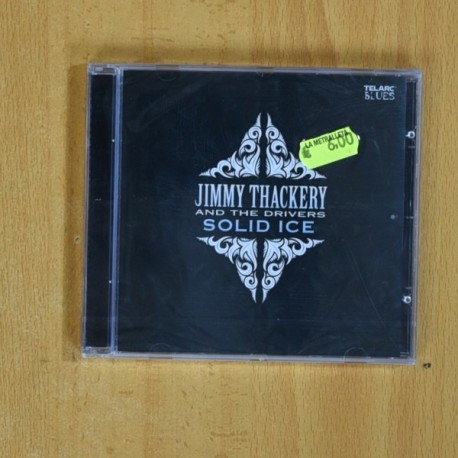 TELARC
BLUES
LA METRALLETA
€ 6,00
JIMMY THACKERY
AND THE DRIVERS
SOLID ICE